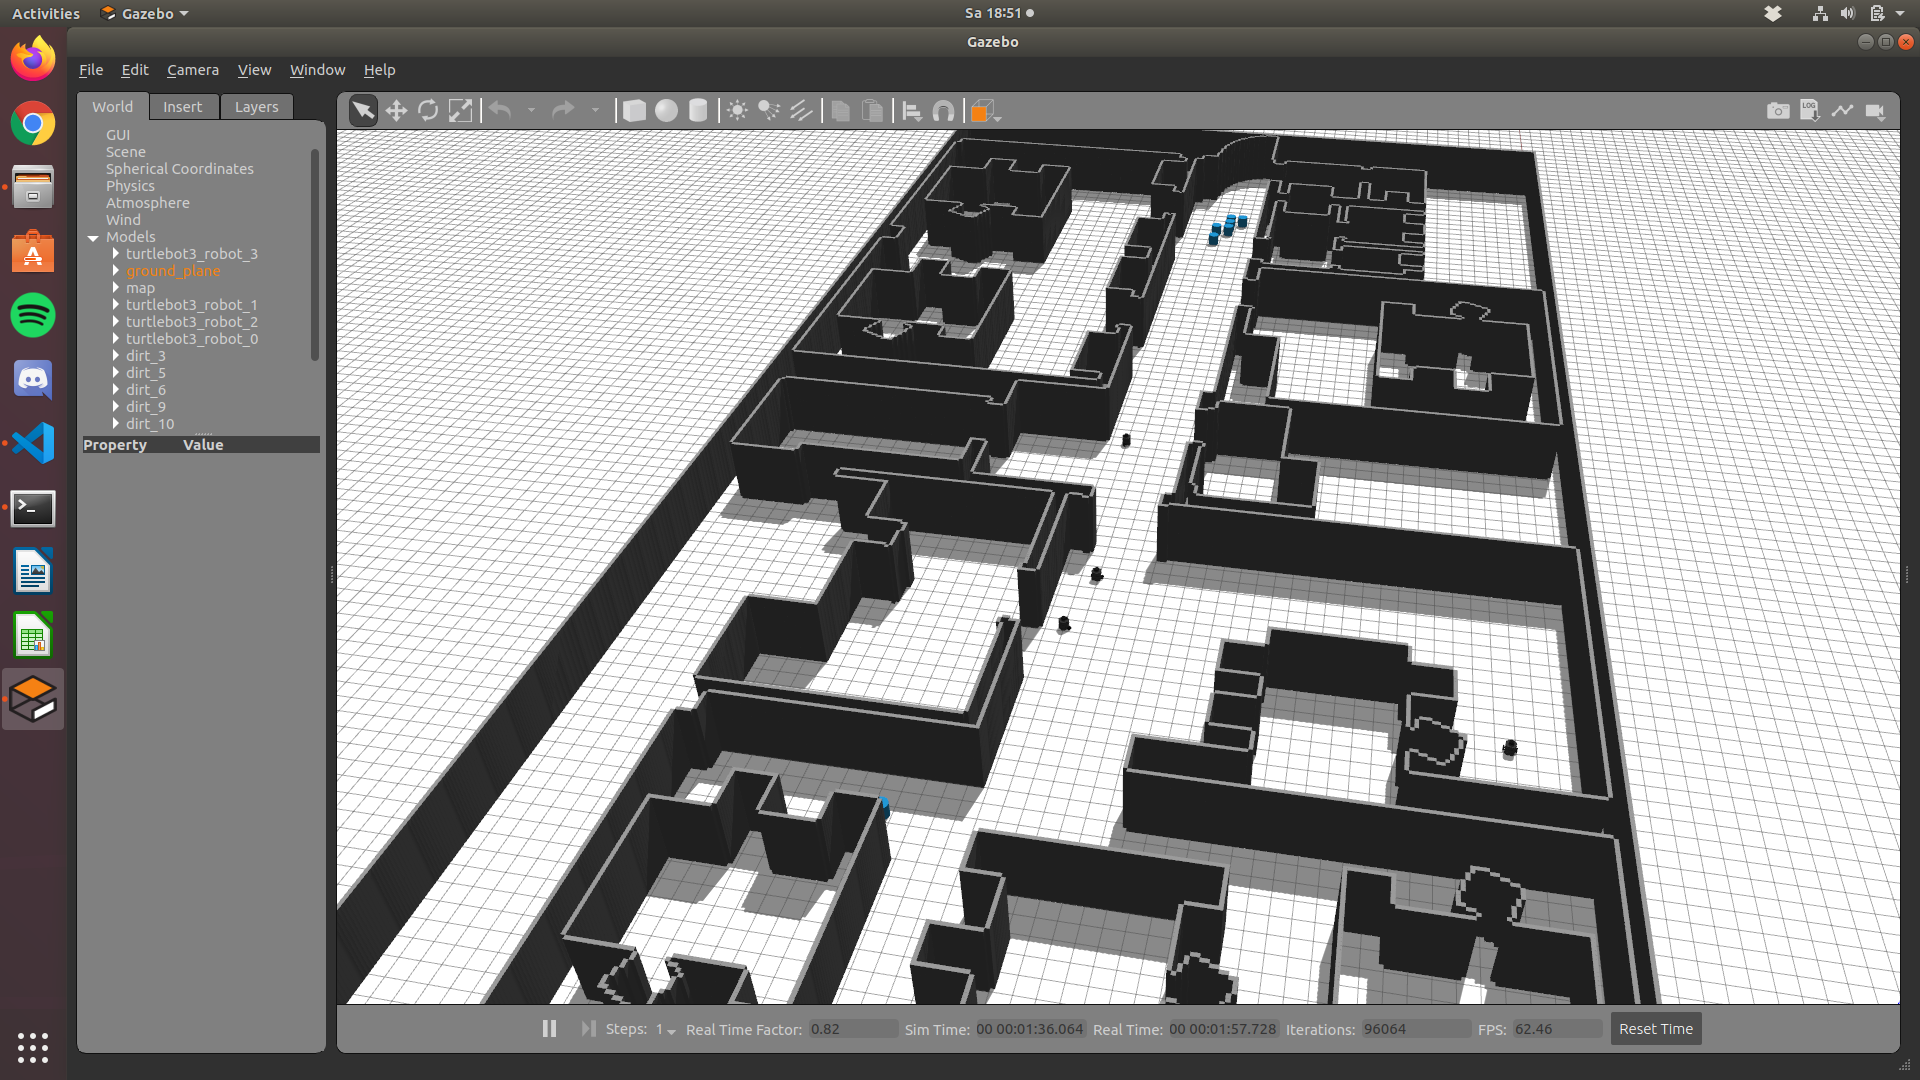 Activities Gazebo Sa 18:51
Gazebo
File Edit Camera View Window Help
World Insert Layers
LOG
GUI
Scene
Spherical Coordinates
Physics
Atmosphere
Wind
Models
turtlebot3_robot_3
ground_plane
map
turtlebot3_robot_1
turtlebot3_robot_2
turtlebot3_robot_0
dirt_3
dirt_5
dirt_6
dirt_9
dirt_10
Property Value
Steps: 1 Real Time Factor: 0.82 Sim Time: 00 00:01:36.064 Real Time: 00 00:01:57.728 Iterations: 96064 FPS: 62.46 Reset Time